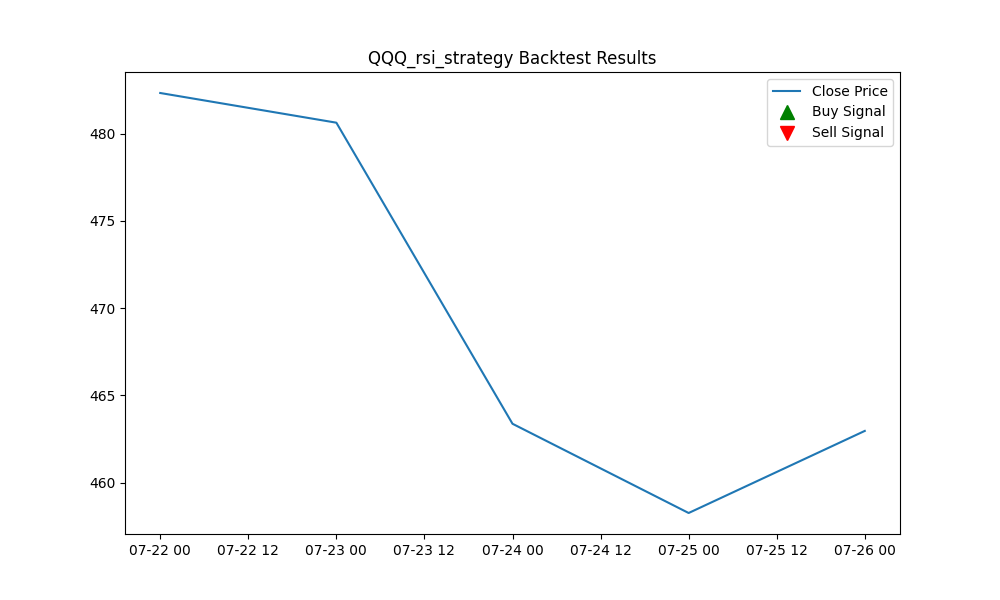 QQQ_rsi_strategy Backtest Results
Close Price
Buy Signal
Sell Signal
480
475
470
465
460
07-22 00 07-22 12 07-23 00 07-23 12 07-24 00 07-24 12 07-25 00 07-25 12 07-26 00